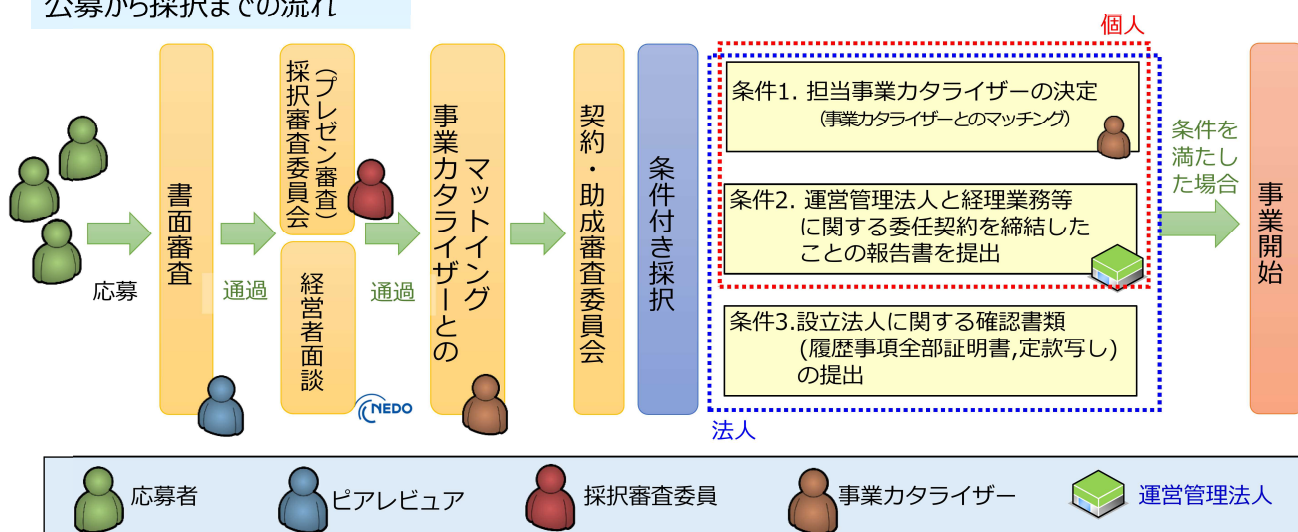 公募から採択までの流れ
応募
書面審査
通過
(プレゼン審査)
採択審査委員会
経営者面談
NEDO
通過
マットイング
事業カタライザーとの
契約・助成審査委員会
条件付き採択
個人
条件1. 担当事業カタライザーの決定
(事業カタライザーとのマッチング)
条件2. 運営管理法人と経理業務等
に関する委任契約を締結した
ことの報告書を提出
条件3.設立法人に関する確認書類
(履歴事項全部証明書,定款写し)
の提出
法人
条件を
満たし
た場合
事業開始
応募者
ピアレビュア
採択審査委員
事業カタライザー
運営管理法人